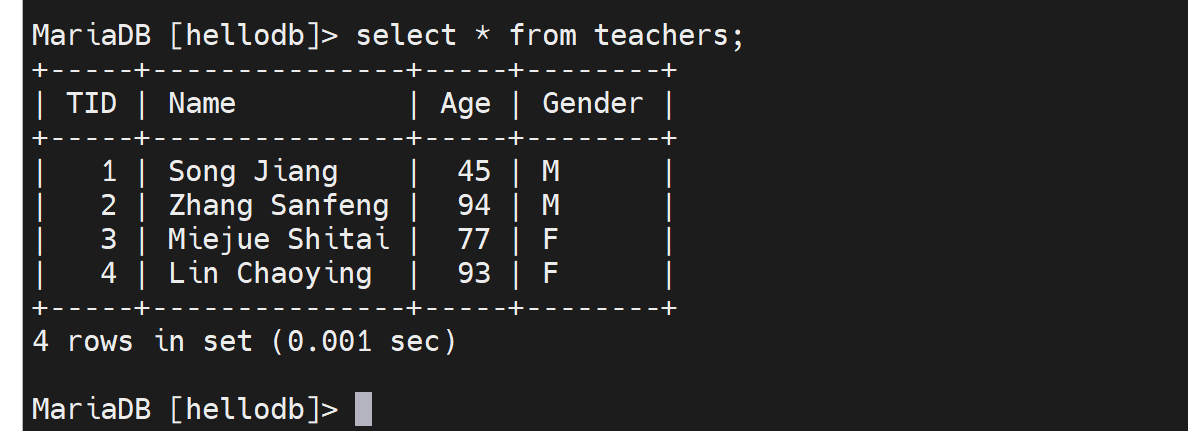 MariaDB [hellodb]> select * from teachers;
+-----+---------------+-----+--------+
| TID | Name          | Age | Gender |
+-----+---------------+-----+--------+
|   1 | Song Jiang    |  45 | M      |
|   2 | Zhang Sanfeng |  94 | M      |
|   3 | Miejue Shitai |  77 | F      |
|   4 | Lin Chaoying  |  93 | F      |
+-----+---------------+-----+--------+
4 rows in set (0.001 sec)

MariaDB [hellodb]>